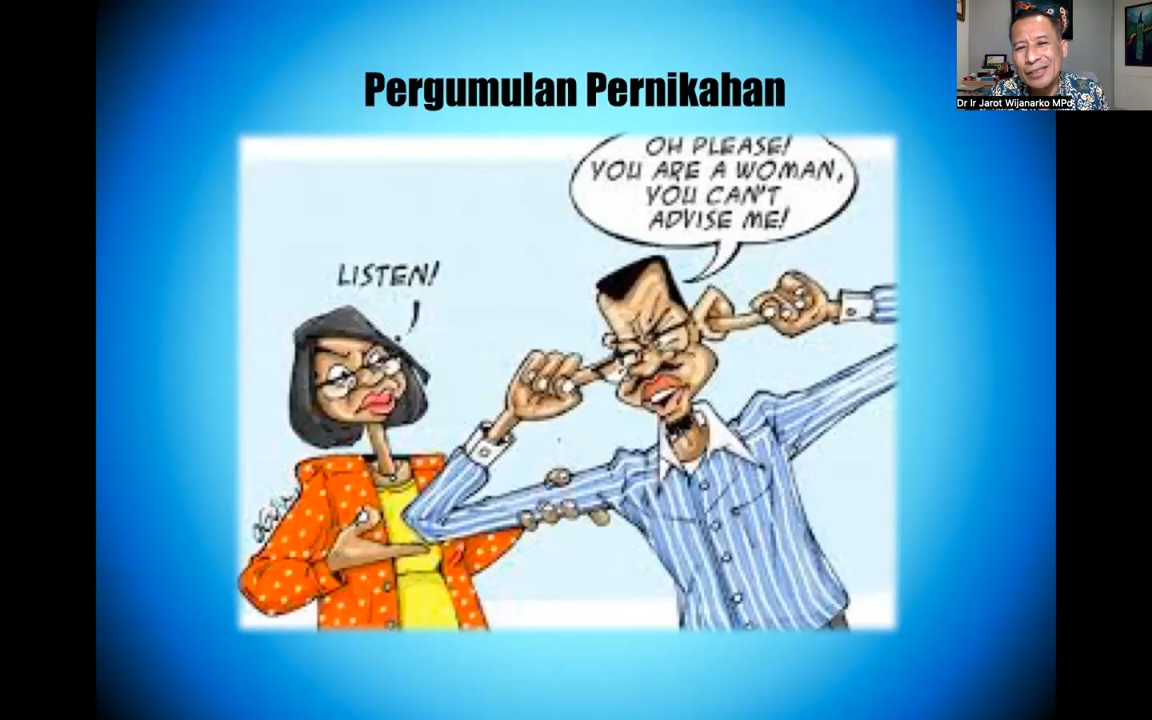 Pergumulan Pernikahan
Dr Ir Jarot Wijanarko MPd
OH PLEASE!
YOU ARE A WOMAN,
YOU CAN'T
ADVISE ME!
LISTEN!